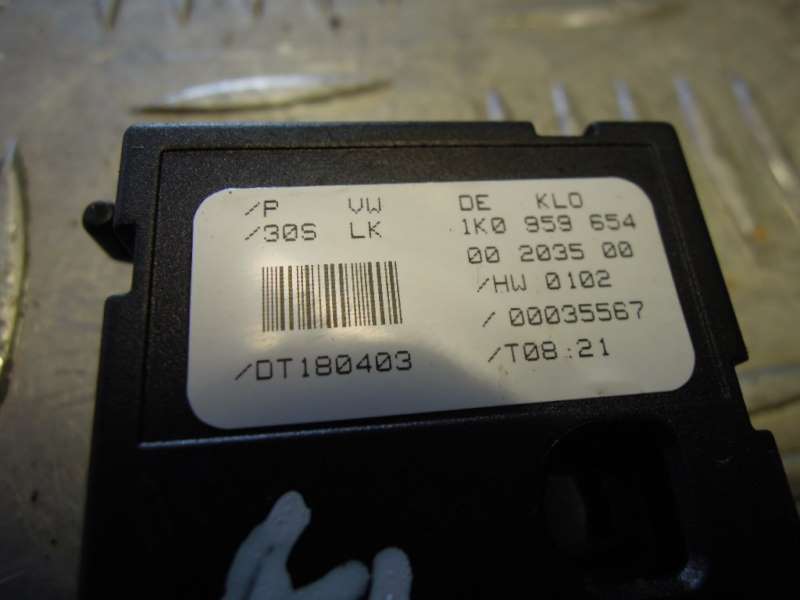 /P VW DE KLO
/30S LK 1K0 959 654
00 2035 00
/HW 0102
/ 00035567
/DT180403 /T08:21